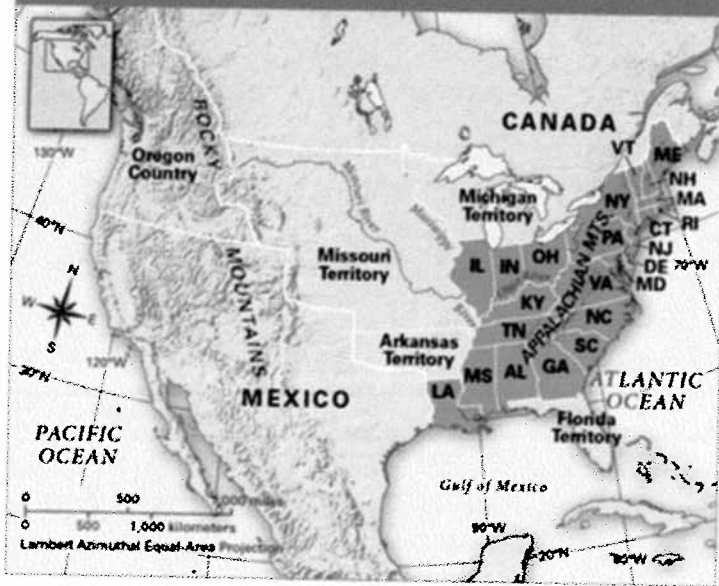 CANADA
ROCKY
MOUNTAINS
130°W
Oregon
Country
VT
ME
NH
MA
RI
CT
NJ
DE
MD
NY
PA
Michigan
Territory
Missouri
Territory
IL
IN
OH
VA
KY
NC
TN
SC
APPALACHIAN MTS.
70°W
40°N
N
W
E
S
120°W
Arkansas
Territory
MS
AL
GA
LA
MEXICO
ATLANTIC
OCEAN
Florida
Territory
PACIFIC
OCEAN
Gulf of Mexico
0
500
miles
0
500
1,000 kilometers
Lambert Azimuthal Equal-Area Projection
90°W
20°N
80°W